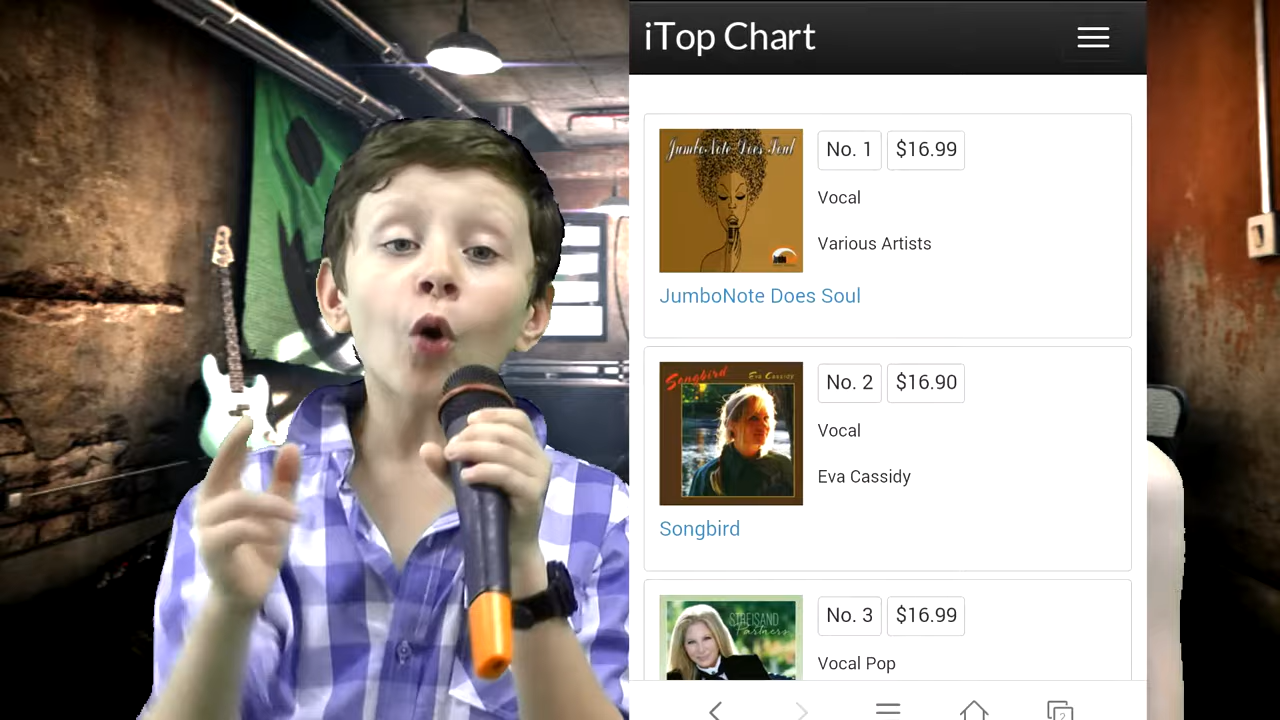 iTop Chart
JumboNote Does Soul
No. 1 $16.99
Vocal
Various Artists
JumboNote Does Soul
Songbird Eva Cassidy
No. 2 $16.90
Vocal
Eva Cassidy
Songbird
STREISAND
Partners
No. 3 $16.99
Vocal Pop
2